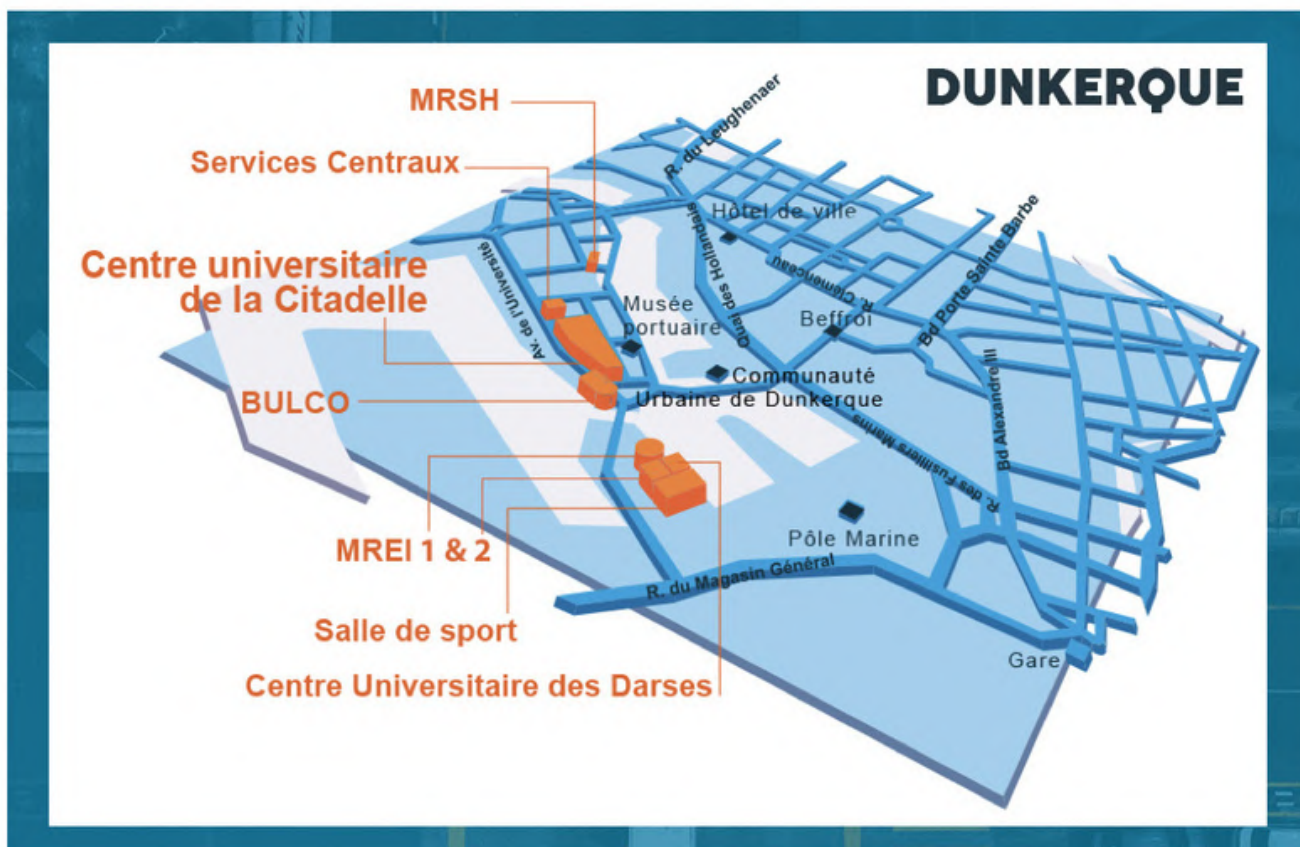 DUNKERQUE
MRSH
R. du Leughenaer
Services Centraux
Hôtel de ville
Centre universitaire
de la Citadelle
Av. de l'Université
Quai des Hollandais
R. Clémenceau
Bd Porte Sainte Barbe
Musée
portuaire
Beffroi
Communauté
Urbaine de Dunkerque
BULCO
R. des Fusilliers Marins
Bd Alexandre III
MREI 1 & 2
Pôle Marine
R. du Magasin Général
Salle de sport
Gare
Centre Universitaire des Darses